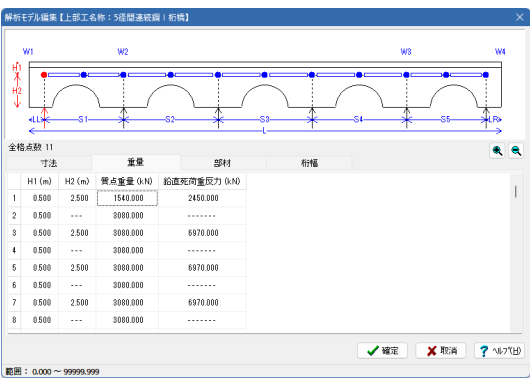 解析モデル編集【上部工名称：5径間連続鋼Ｉ桁橋】
W1 W2 W3 W4
H1
H2
LL S1 S2 S3 S4 S5 LR
L
全格点数 11
寸法 重量 部材 桁幅
H1(m) H2(m) 質点重量(kN) 鉛直死荷重反力(kN)
1 0.500 2.500 1540.000 2450.000
2 0.500 --- 3080.000 -------
3 0.500 2.500 3080.000 6970.000
4 0.500 --- 3080.000 -------
5 0.500 2.500 3080.000 6970.000
6 0.500 --- 3080.000 -------
7 0.500 2.500 3080.000 6970.000
8 0.500 --- 3080.000 -------
確定 取消 ? ﾍﾙﾌﾟ(H)
範囲： 0.000 ～ 99999.999